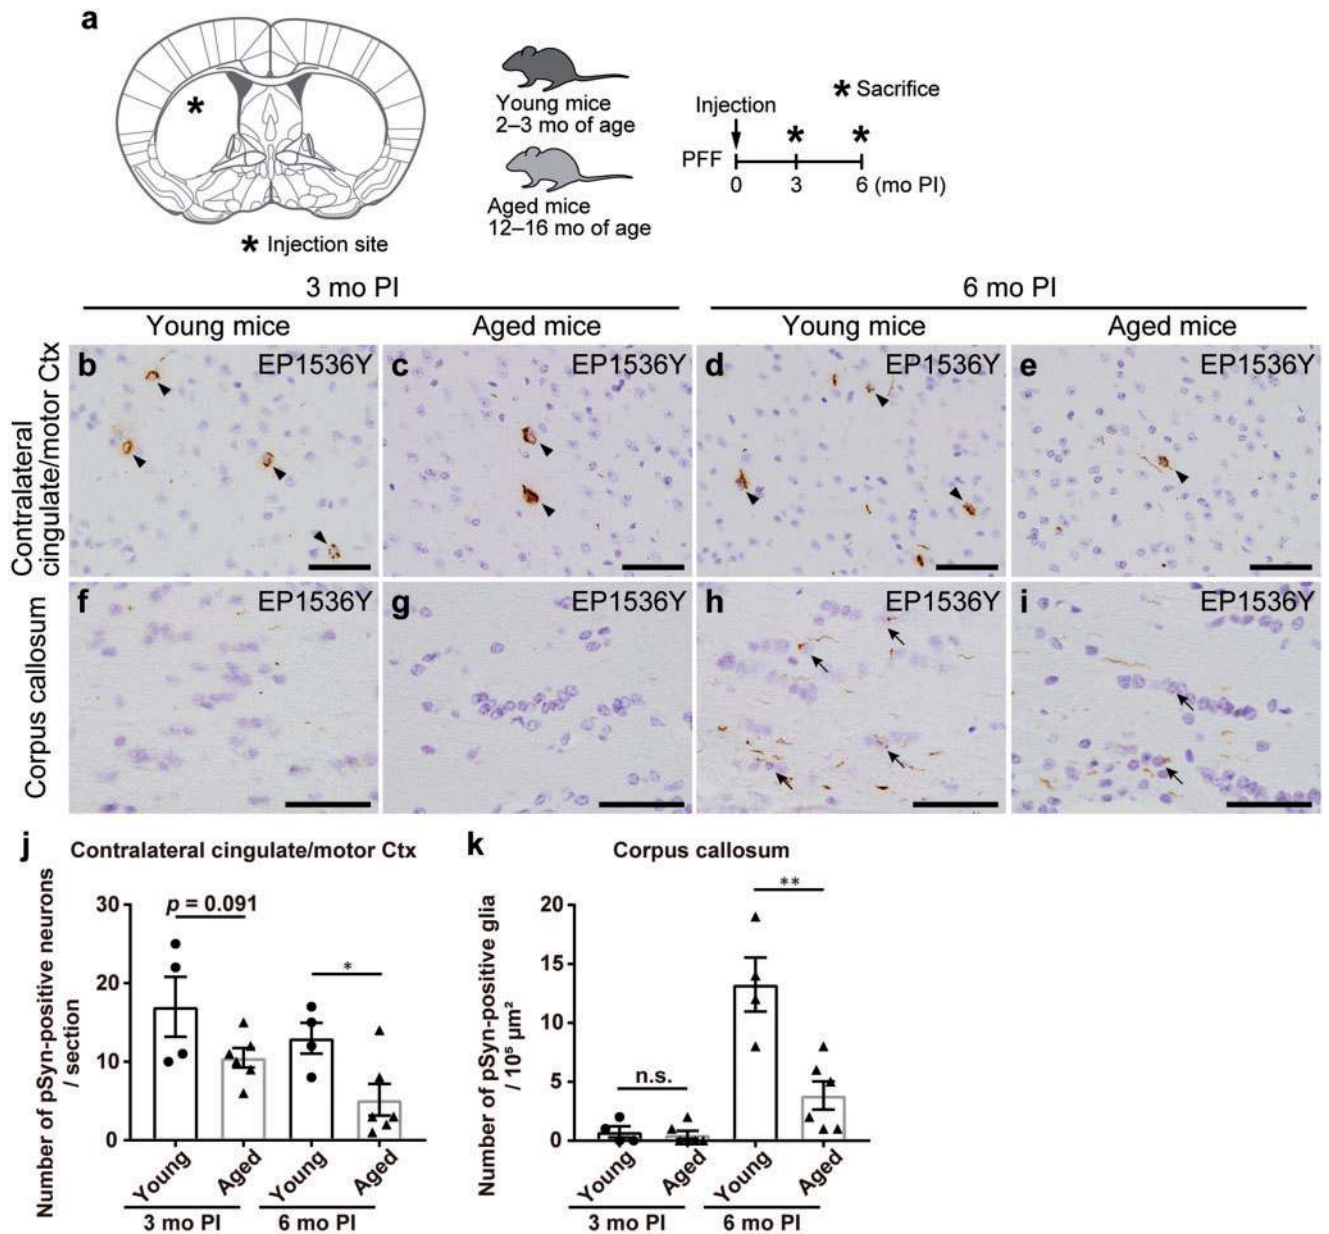 a
Young mice
2–3 mo of age
Aged mice
12–16 mo of age
* Injection site
* Sacrifice
Injection
PFF
0 3 6 (mo PI)
3 mo PI 6 mo PI
Young mice Aged mice Young mice Aged mice
Contralateral
cingulate/motor Ctx
b EP1536Y c EP1536Y d EP1536Y e EP1536Y
Corpus callosum
f EP1536Y g EP1536Y h EP1536Y i EP1536Y
j Contralateral cingulate/motor Ctx
Number of pSyn-positive neurons
/ section
30
20
10
0
p = 0.091
*
Young Aged Young Aged
3 mo PI 6 mo PI
k Corpus callosum
Number of pSyn-positive glia
/ 10⁵ µm²
20
15
10
5
0
n.s.
**
Young Aged Young Aged
3 mo PI 6 mo PI